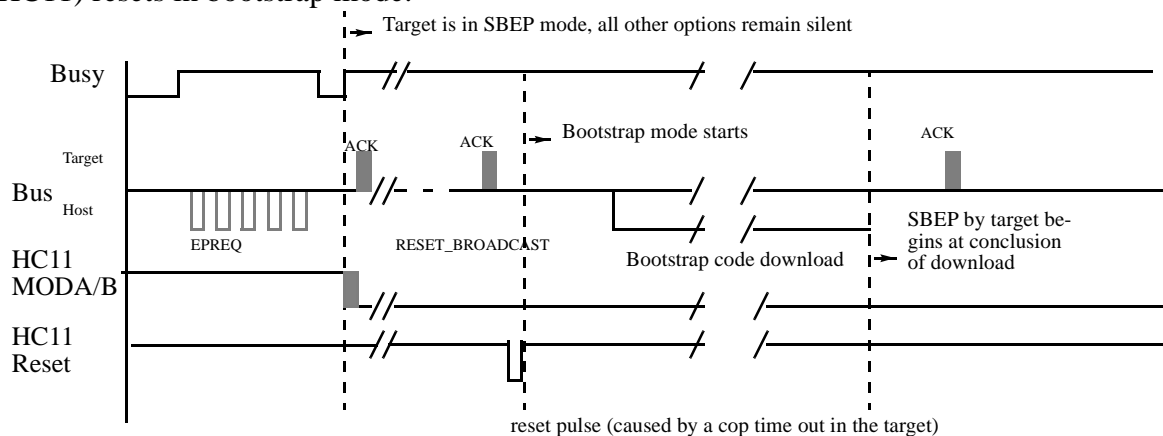 HC11) resets in bootstrap mode.
Target is in SBEP mode, all other options remain silent
Busy
ACK
ACK
Bootstrap mode starts
ACK
Target
Bus
Host
EPREQ
RESET_BROADCAST
Bootstrap code download
SBEP by target be-
gins at conclusion
of download
HC11
MODA/B
HC11
Reset
reset pulse (caused by a cop time out in the target)